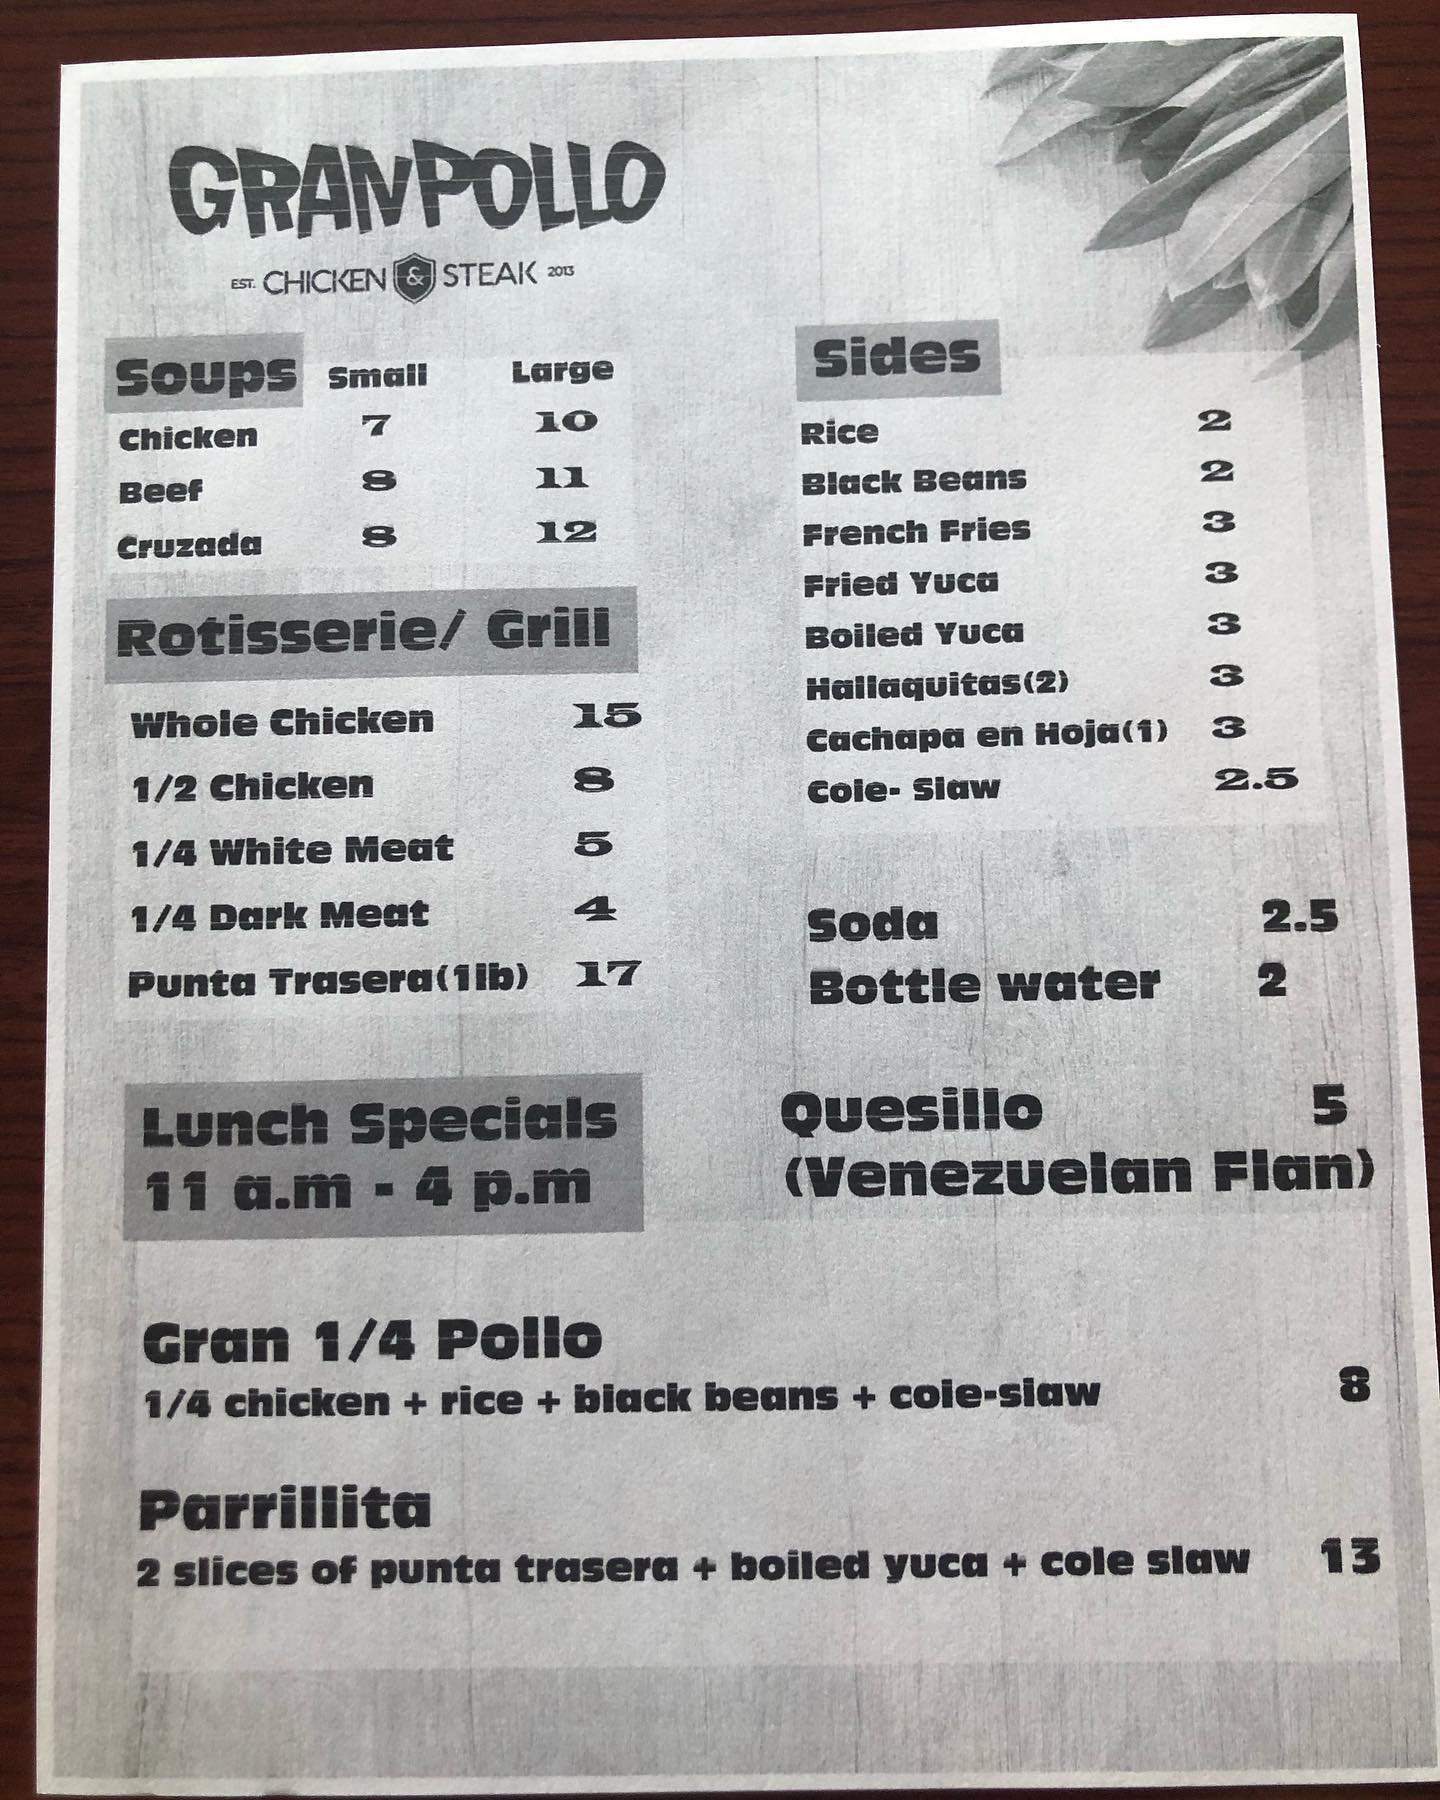 GRANPOLLO
EST. CHICKEN & STEAK 2013
Soups Small Large
Chicken 7 10
Beef 8 11
Cruzada 8 12
Rotisserie/ Grill
Whole Chicken 15
1/2 Chicken 8
1/4 White Meat 5
1/4 Dark Meat 4
Punta Trasera(1lb) 17
Sides
Rice 2
Black Beans 2
French Fries 3
Fried Yuca 3
Boiled Yuca 3
Hallaquitas(2) 3
Cachapa en Hoja(1) 3
Cole- Slaw 2.5
Soda 2.5
Bottle water 2
Quesillo 5
(Venezuelan Flan)
Lunch Specials
11 a.m - 4 p.m
Gran 1/4 Pollo
1/4 chicken + rice + black beans + cole-slaw 8
Parrillita
2 slices of punta trasera + boiled yuca + cole slaw 13